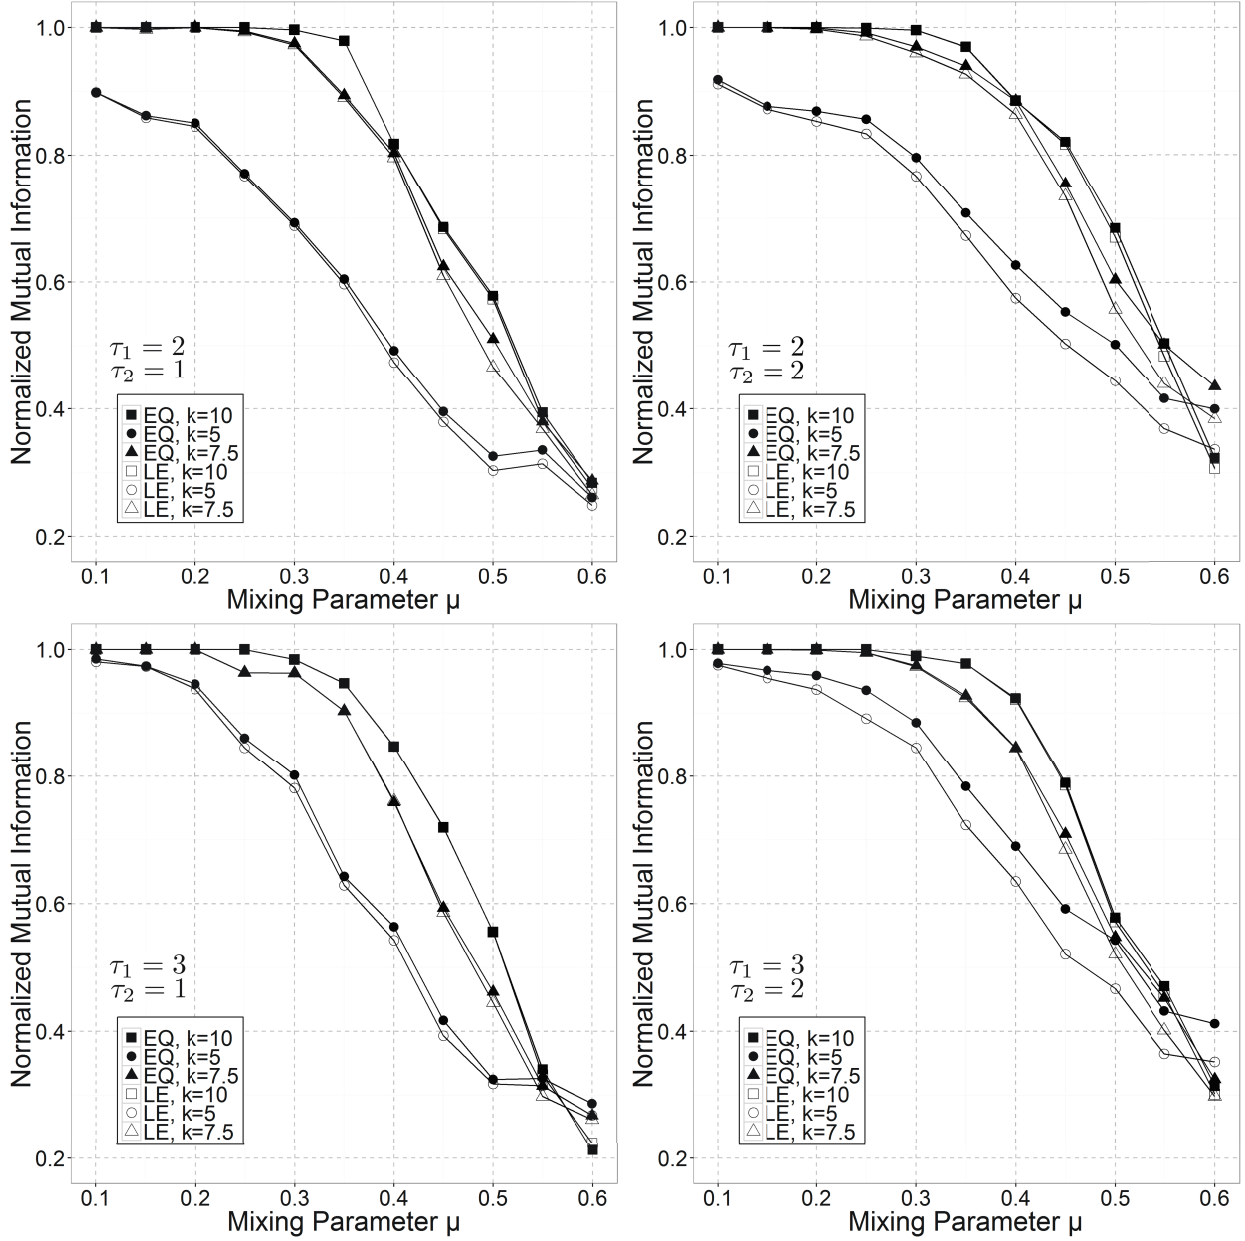 1.0
0.8
0.6
0.4
0.2
Normalized Mutual Information
τ1 = 2
τ2 = 1
EQ, k=10
EQ, k=5
EQ, k=7.5
LE, k=10
LE, k=5
LE, k=7.5
0.1 0.2 0.3 0.4 0.5 0.6
Mixing Parameter µ
1.0
0.8
0.6
0.4
0.2
Normalized Mutual Information
τ1 = 2
τ2 = 2
EQ, k=10
EQ, k=5
EQ, k=7.5
LE, k=10
LE, k=5
LE, k=7.5
0.1 0.2 0.3 0.4 0.5 0.6
Mixing Parameter µ
1.0
0.8
0.6
0.4
0.2
Normalized Mutual Information
τ1 = 3
τ2 = 1
EQ, k=10
EQ, k=5
EQ, k=7.5
LE, k=10
LE, k=5
LE, k=7.5
0.1 0.2 0.3 0.4 0.5 0.6
Mixing Parameter µ
1.0
0.8
0.6
0.4
0.2
Normalized Mutual Information
τ1 = 3
τ2 = 2
EQ, k=10
EQ, k=5
EQ, k=7.5
LE, k=10
LE, k=5
LE, k=7.5
0.1 0.2 0.3 0.4 0.5 0.6
Mixing Parameter µ